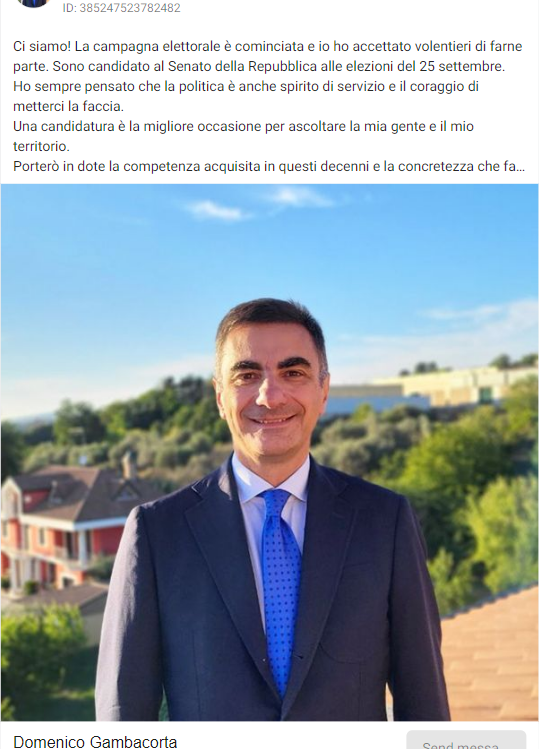 ID: 385247523782482
Ci siamo! La campagna elettorale è cominciata e io ho accettato volentieri di farne
parte. Sono candidato al Senato della Repubblica alle elezioni del 25 settembre.
Ho sempre pensato che la politica è anche spirito di servizio e il coraggio di
metterci la faccia.
Una candidatura è la migliore occasione per ascoltare la mia gente e il mio
territorio.
Porterò in dote la competenza acquisita in questi decenni e la concretezza che fa...
Domenico Gambacorta
Send messa